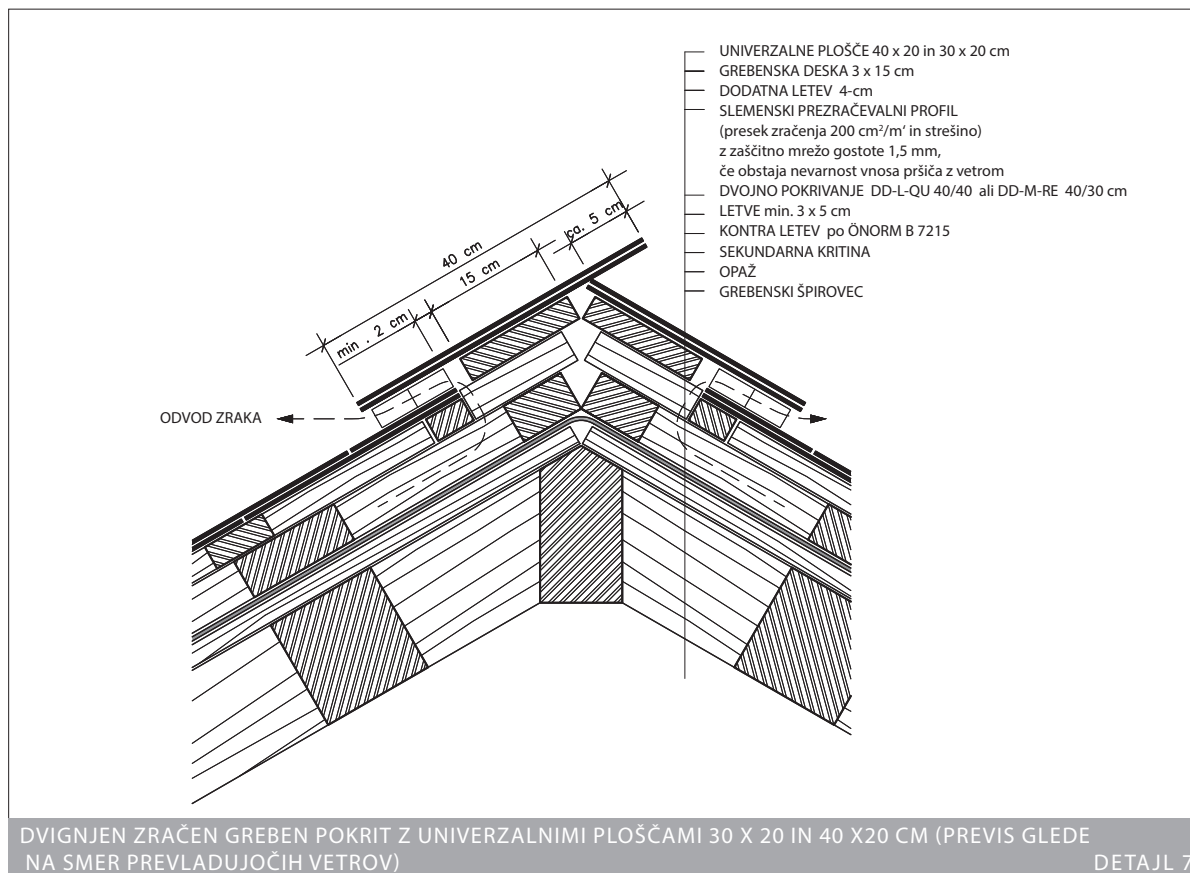 UNIVERZALNE PLOŠČE 40 x 20 in 30 x 20 cm
GREBENSKA DESKA 3 x 15 cm
DODATNA LETEV 4-cm
SLEMENSKI PREZRAČEVALNI PROFIL
(presek zračenja 200 cm²/m' in strešino)
z zaščitno mrežo gostote 1,5 mm,
če obstaja nevarnost vnosa pršiča z vetrom
DVOJNO POKRIVANJE DD-L-QU 40/40 ali DD-M-RE 40/30 cm
LETVE min. 3 x 5 cm
KONTRA LETEV po ÖNORM B 7215
SEKUNDARNA KRITINA
OPAŽ
GREBENSKI ŠPIROVEC
40 cm
ca. 5 cm
15 cm
min . 2 cm
ODVOD ZRAKA
DVIGNJEN ZRAČEN GREBEN POKRIT Z UNIVERZALNIMI PLOŠČAMI 30 X 20 IN 40 X20 CM (PREVIS GLEDE
NA SMER PREVLADUJOČIH VETROV)
DETAJL 7